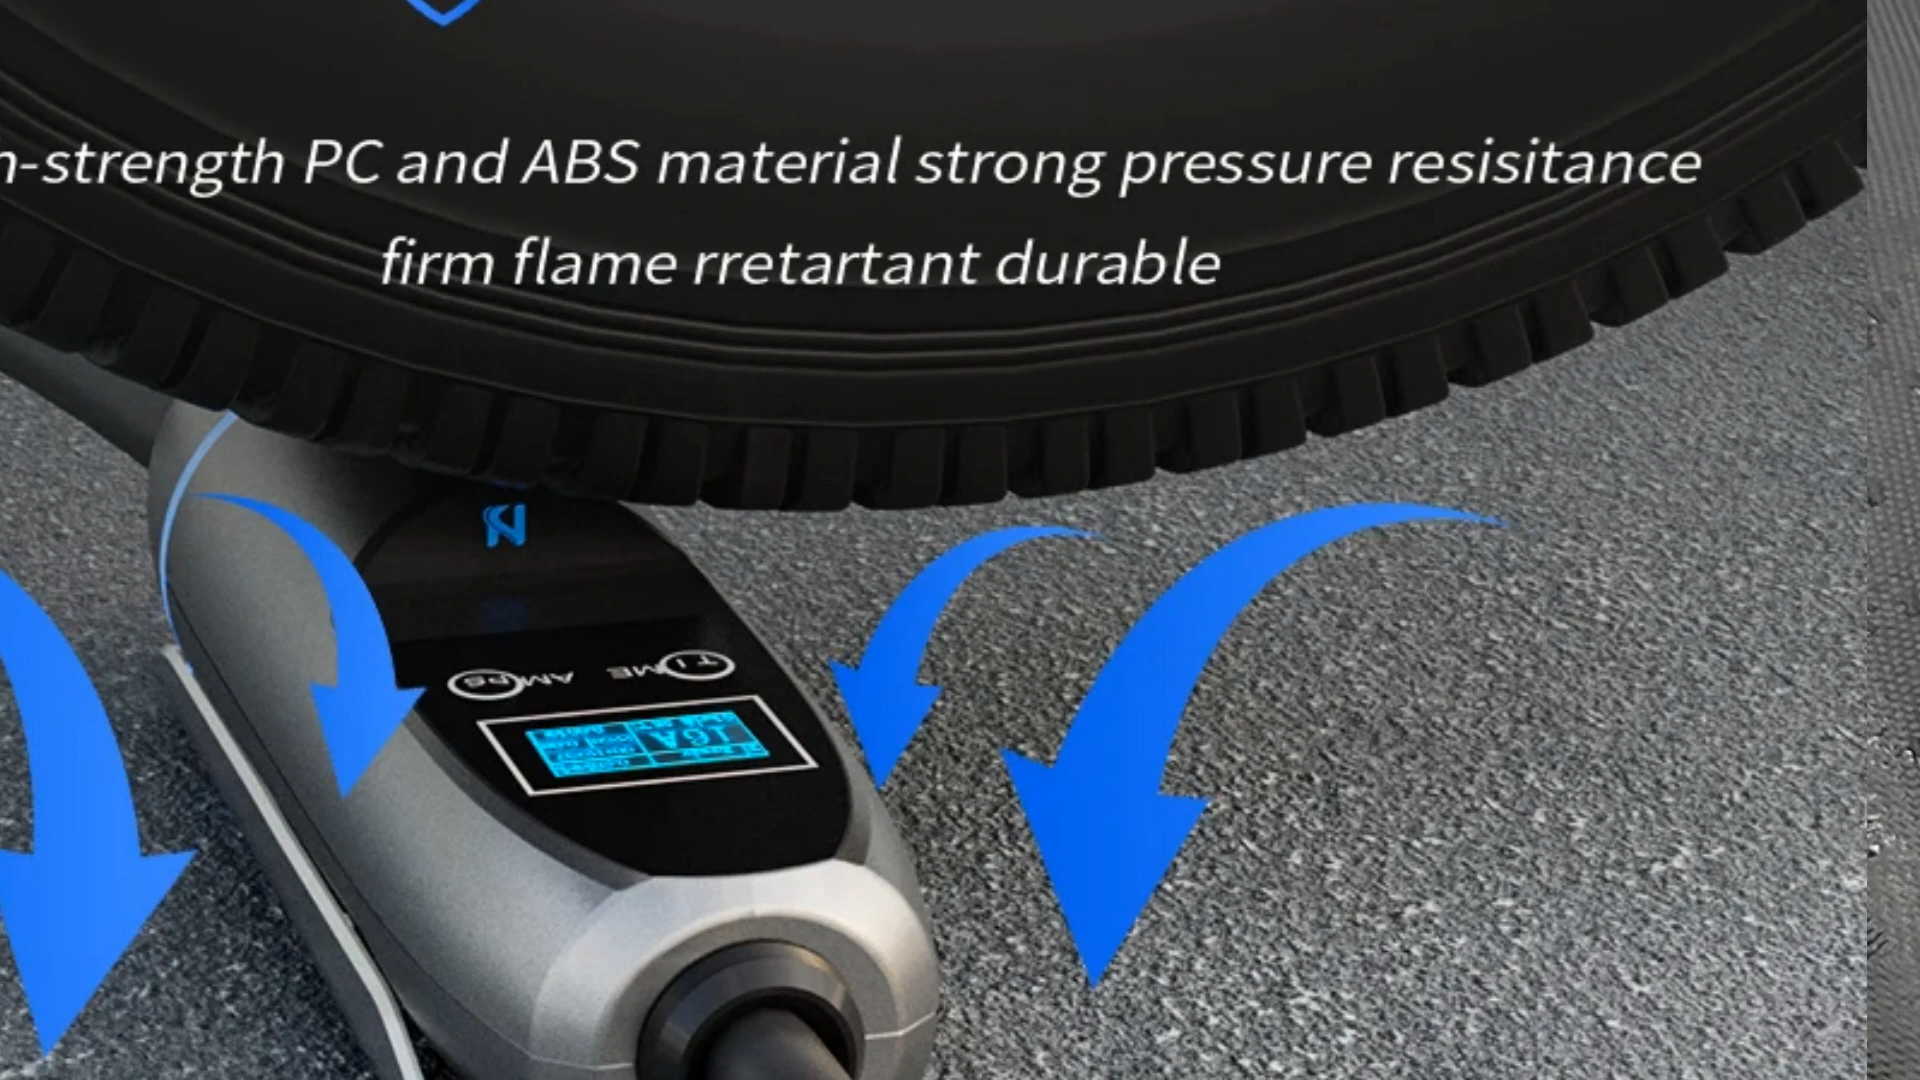 -strength PC and ABS material strong pressure resisitance
firm flame rretartant durable
AMPS TIME
16A